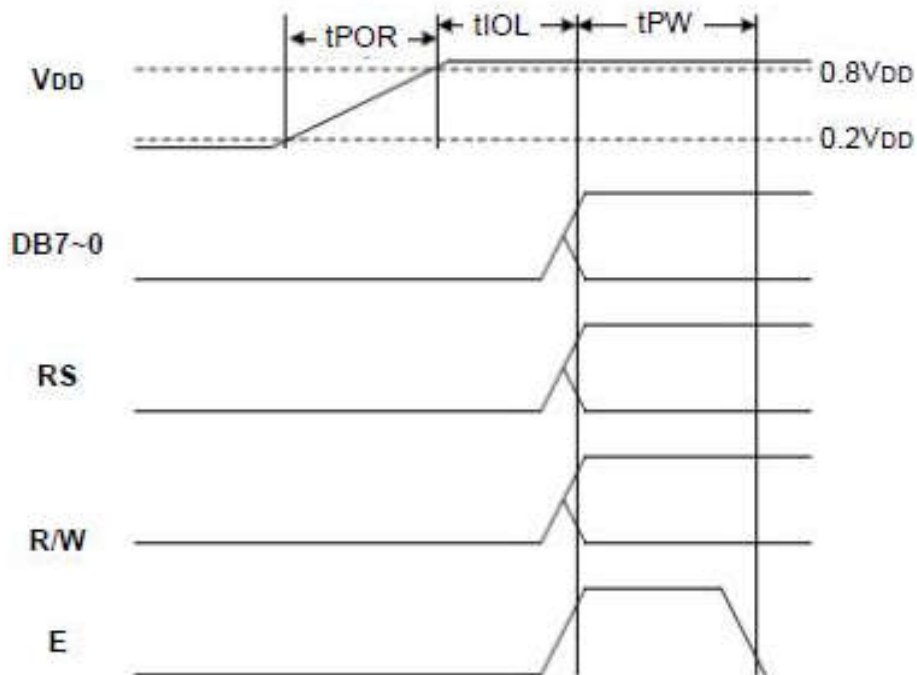 tPOR tIOL tPW
VDD
0.8VDD
0.2VDD
DB7~0
RS
R/W
E